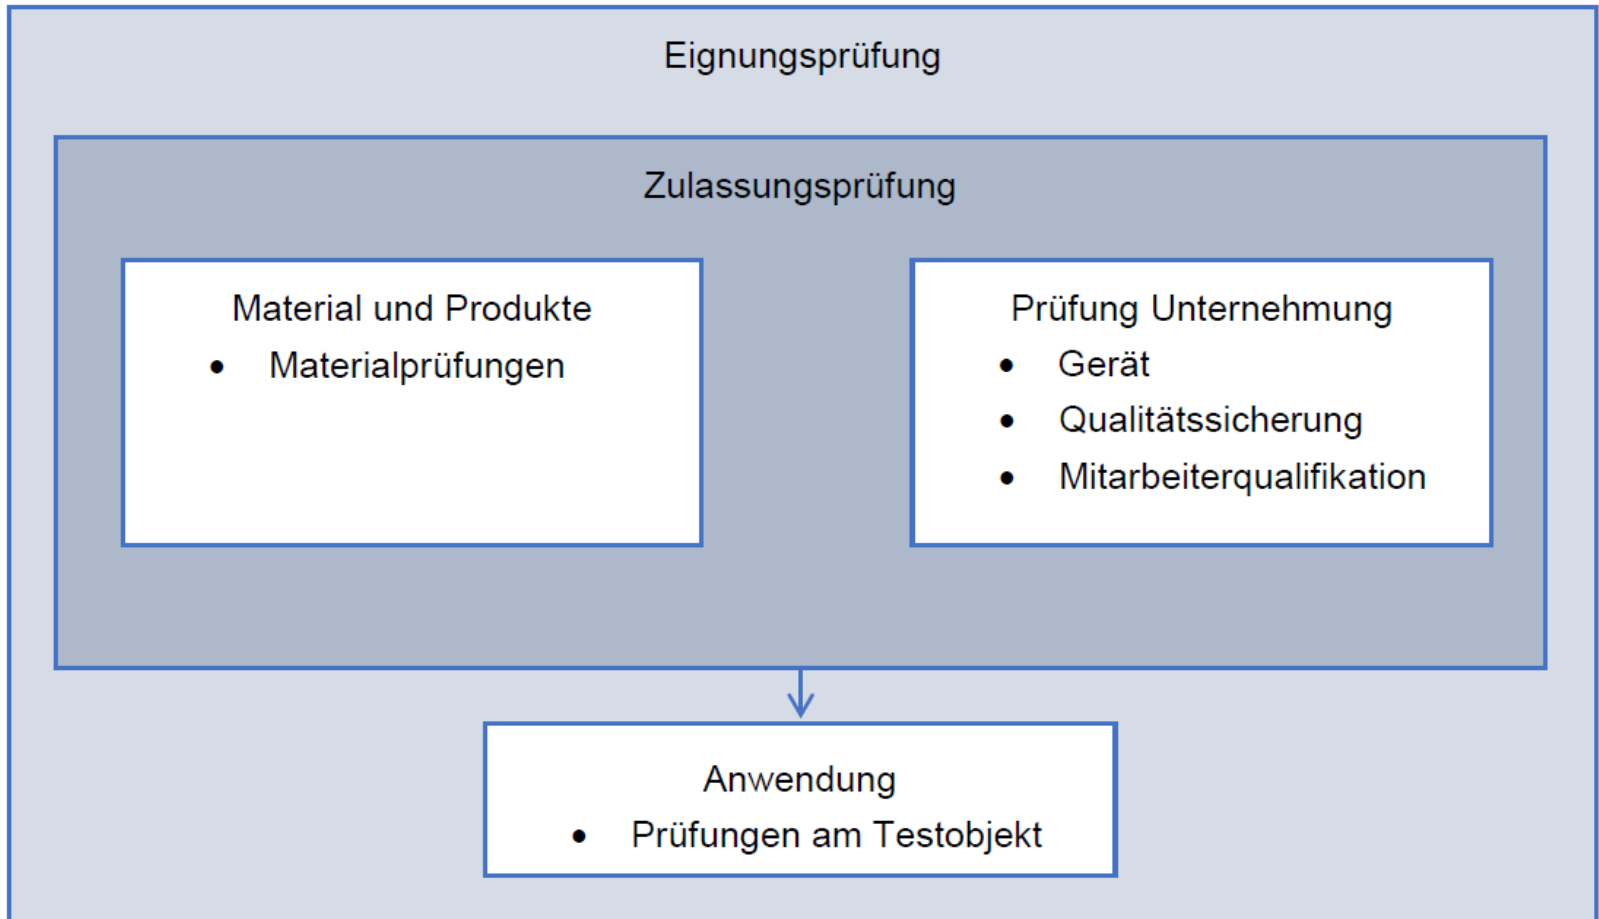 Eignungsprüfung
Zulassungsprüfung
Material und Produkte
• Materialprüfungen
Prüfung Unternehmung
• Gerät
• Qualitätssicherung
• Mitarbeiterqualifikation
Anwendung
• Prüfungen am Testobjekt